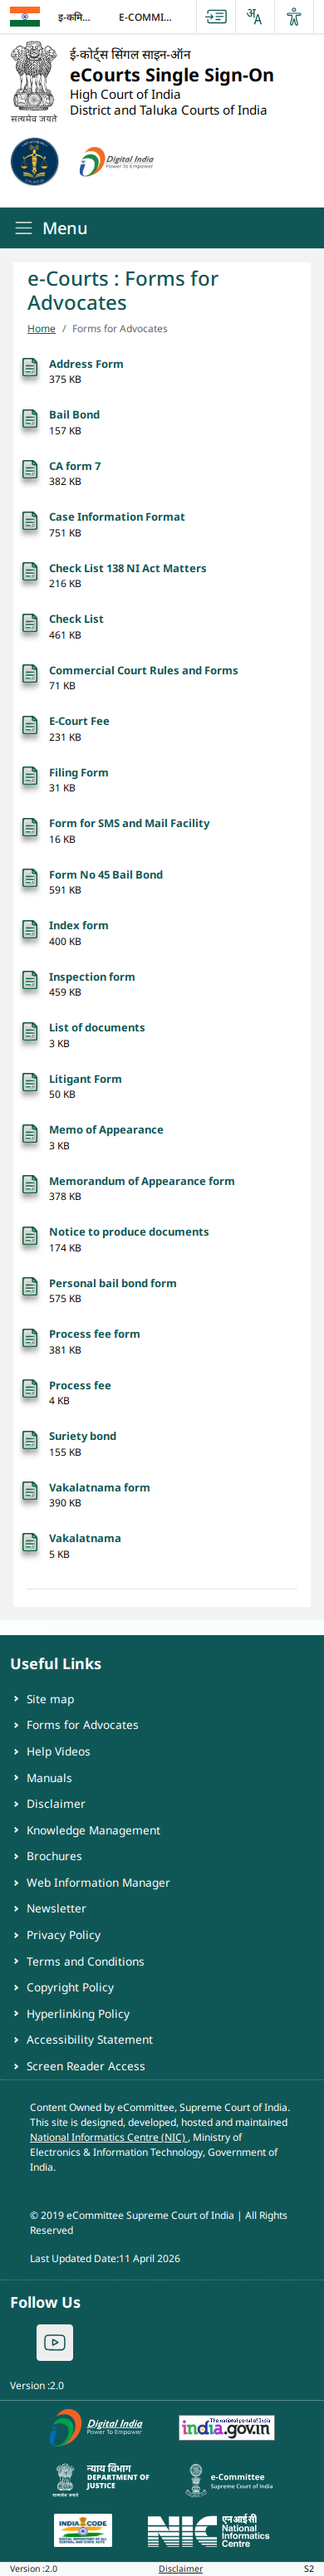 इ-कमि...
E-COMMI...
अ A
ई-कोर्ट्स सिंगल साइन-ऑन
eCourts Single Sign-On
High Court of India
District and Taluka Courts of India
सत्यमेव जयते
Digital India
Power To Empower
Menu
e-Courts : Forms for
Advocates
Home / Forms for Advocates
Address Form
375 KB
Bail Bond
157 KB
CA form 7
382 KB
Case Information Format
751 KB
Check List 138 NI Act Matters
216 KB
Check List
461 KB
Commercial Court Rules and Forms
71 KB
E-Court Fee
231 KB
Filing Form
31 KB
Form for SMS and Mail Facility
16 KB
Form No 45 Bail Bond
591 KB
Index form
400 KB
Inspection form
459 KB
List of documents
3 KB
Litigant Form
50 KB
Memo of Appearance
3 KB
Memorandum of Appearance form
378 KB
Notice to produce documents
174 KB
Personal bail bond form
575 KB
Process fee form
381 KB
Process fee
4 KB
Suriety bond
155 KB
Vakalatnama form
390 KB
Vakalatnama
5 KB
Useful Links
Site map
Forms for Advocates
Help Videos
Manuals
Disclaimer
Knowledge Management
Brochures
Web Information Manager
Newsletter
Privacy Policy
Terms and Conditions
Copyright Policy
Hyperlinking Policy
Accessibility Statement
Screen Reader Access
Content Owned by eCommittee, Supreme Court of India.
This site is designed, developed, hosted and maintained
National Informatics Centre (NIC) , Ministry of
Electronics & Information Technology, Government of
India.
© 2019 eCommittee Supreme Court of India | All Rights
Reserved
Last Updated Date:11 April 2026
Follow Us
Version :2.0
Digital India
Power To Empower
The national portal of India
india.gov.in
न्याय विभाग
DEPARTMENT OF
JUSTICE
सत्यमेव जयते
e-Committee
Supreme Court of India
INDIA CODE
NIC
एनआईसी
National
Informatics
Centre
Version :2.0
Disclaimer
S2